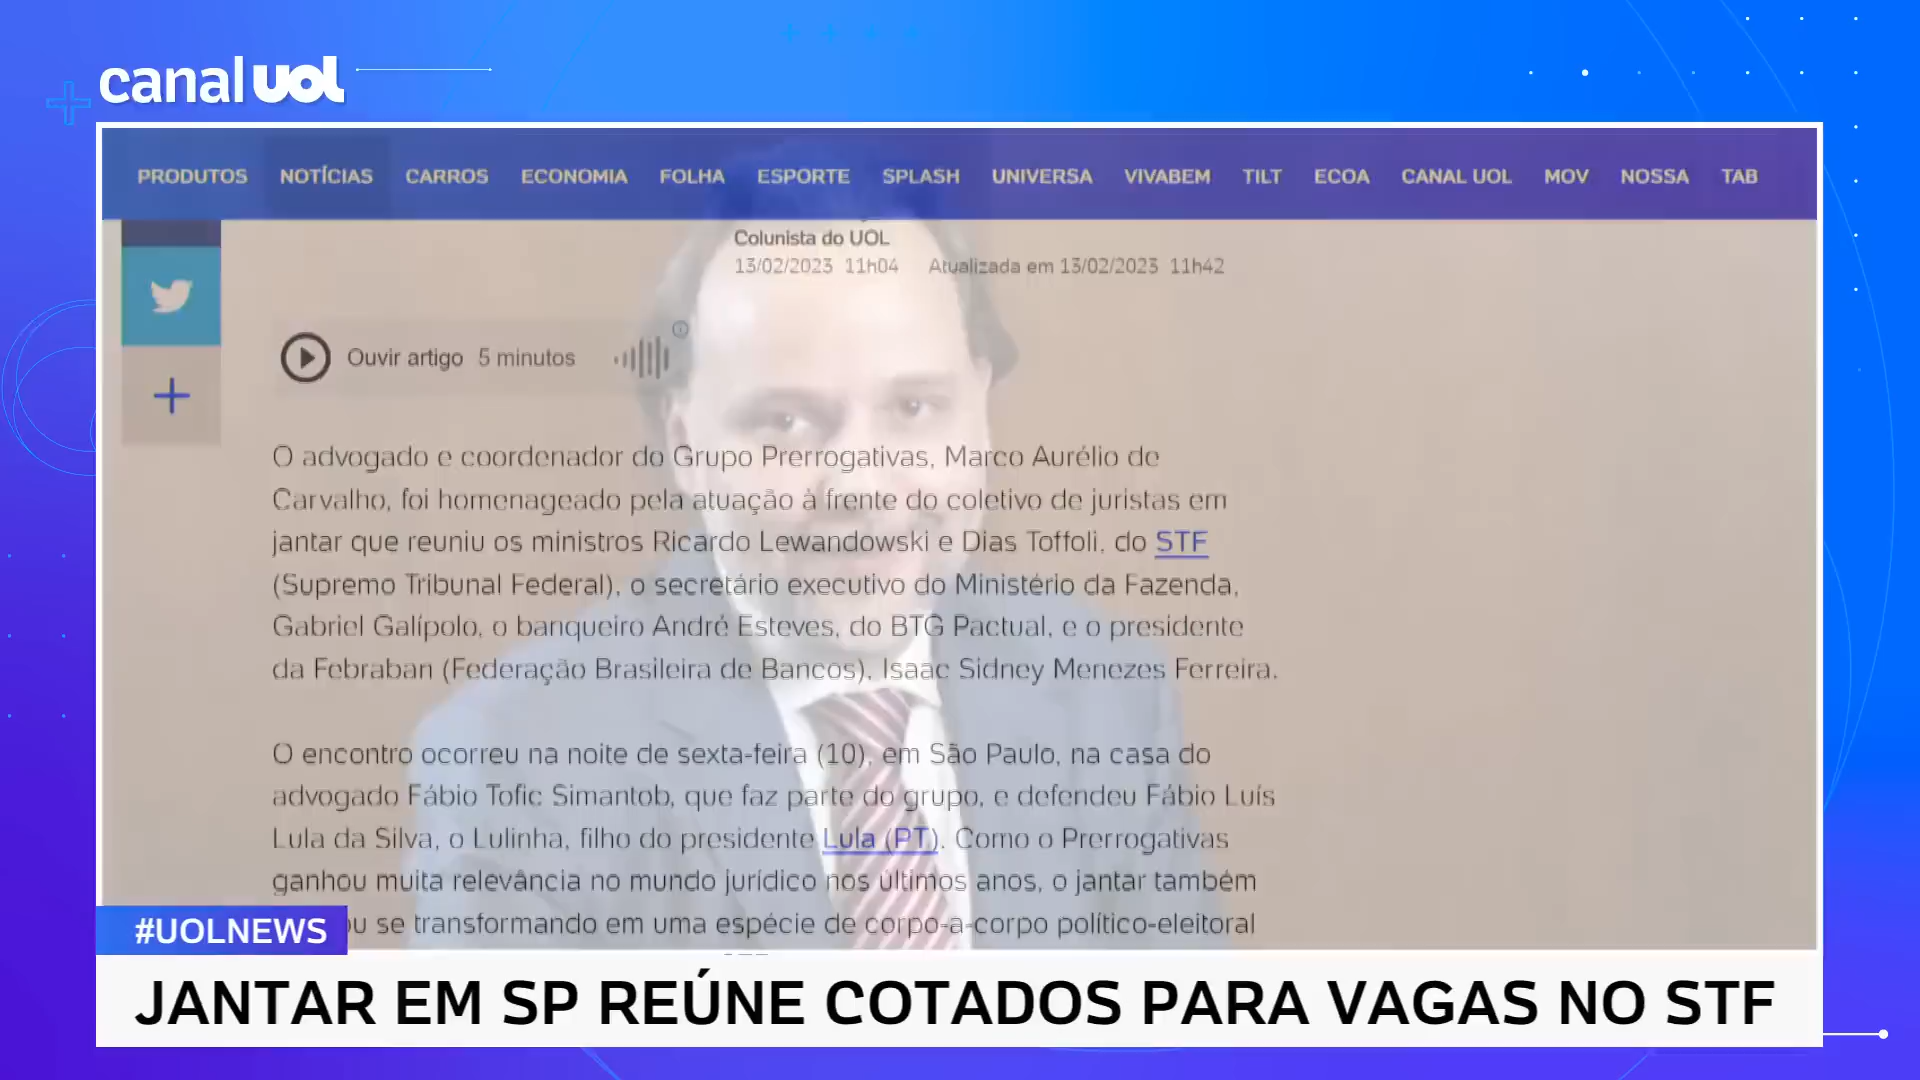 canal uol
PRODUTOS NOTÍCIAS CARROS ECONOMIA FOLHA ESPORTE SPLASH UNIVERSA VIVABEM TILT ECOA CANAL UOL MOV NOSSA TAB
Colunista do UOL
13/02/2023 11h04 Atualizada em 13/02/2023 11h42
Ouvir artigo 5 minutos
O advogado e coordenador do Grupo Prerrogativas, Marco Aurélio de
Carvalho, foi homenageado pela atuação à frente do coletivo de juristas em
jantar que reuniu os ministros Ricardo Lewandowski e Dias Toffoli, do STF
(Supremo Tribunal Federal), o secretário executivo do Ministério da Fazenda,
Gabriel Galípolo, o banqueiro André Esteves, do BTG Pactual, e o presidente
da Febraban (Federação Brasileira de Bancos), Isaac Sidney Menezes Ferreira.
O encontro ocorreu na noite de sexta-feira (10), em São Paulo, na casa do
advogado Fábio Tofic Simantob, que faz parte do grupo, e defendeu Fábio Luís
Lula da Silva, o Lulinha, filho do presidente Lula (PT). Como o Prerrogativas
ganhou muita relevância no mundo jurídico nos últimos anos, o jantar também
se transformando em uma espécie de corpo-a-corpo político-eleitoral
#UOLNEWS
JANTAR EM SP REÚNE COTADOS PARA VAGAS NO STF